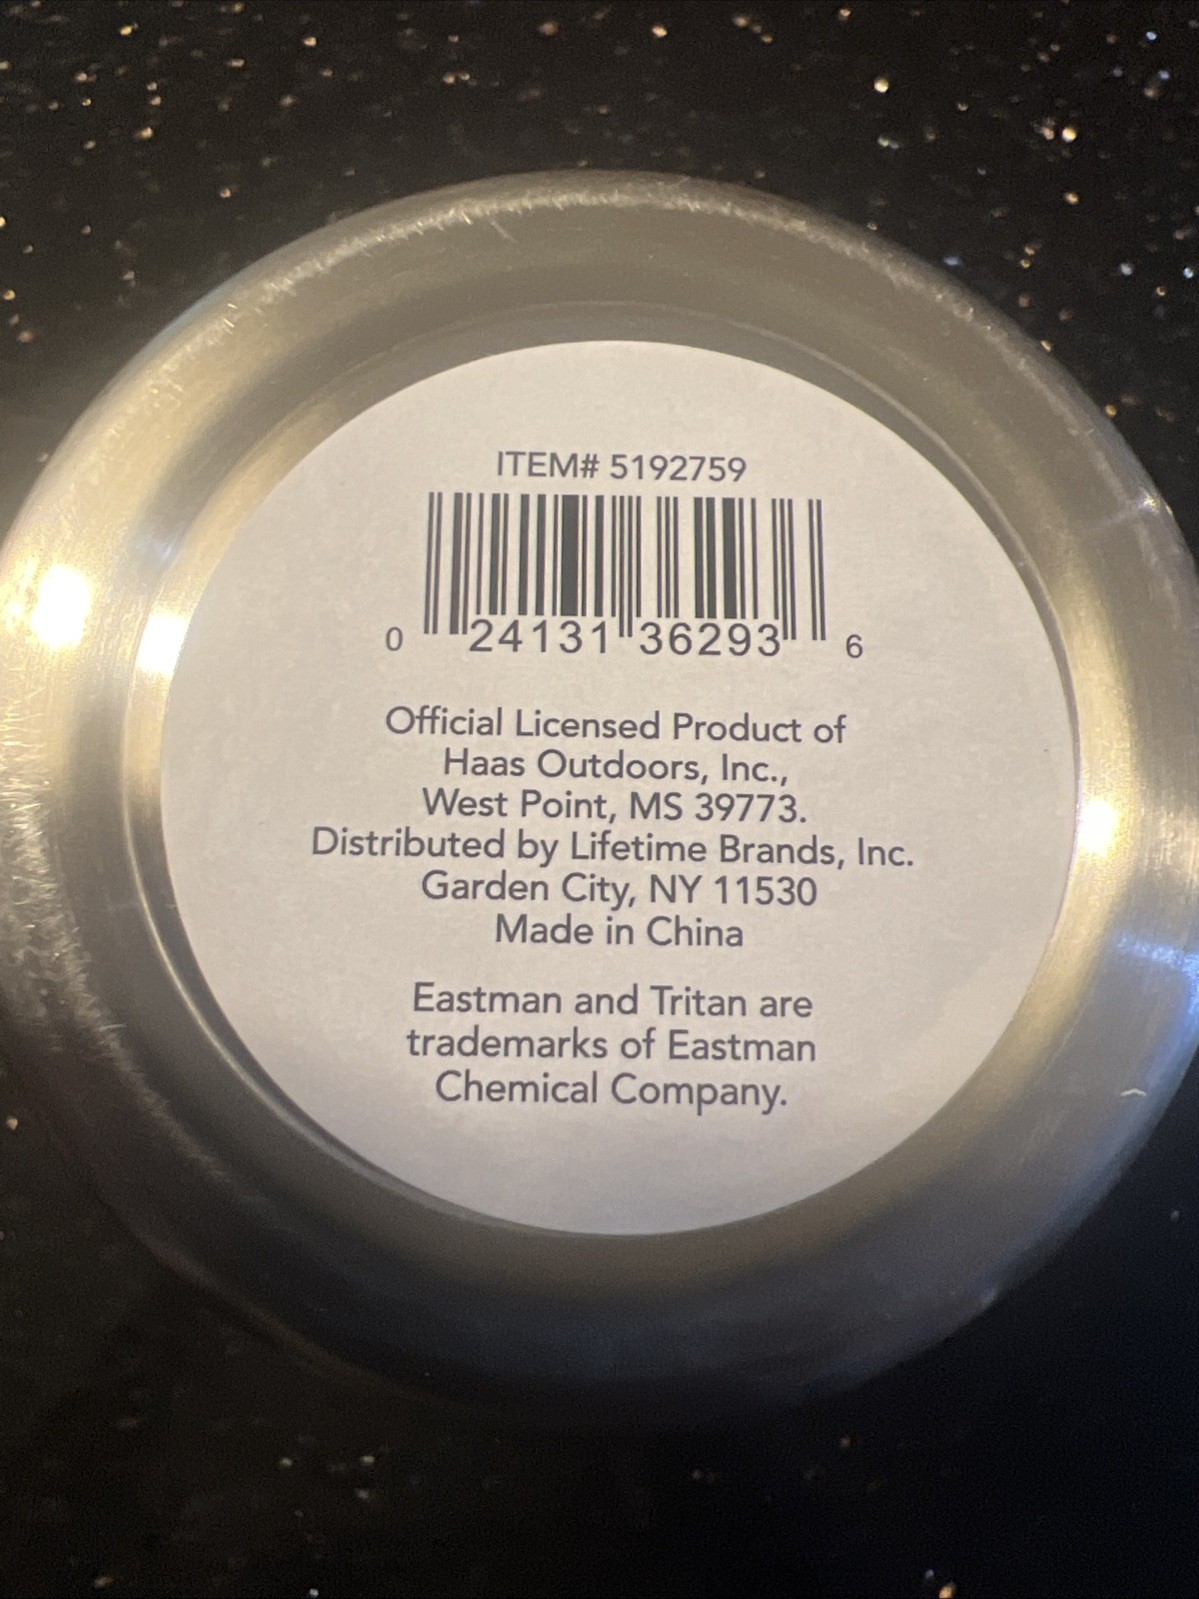 ITEM# 5192759
0 24131 36293 6
Official Licensed Product of
Haas Outdoors, Inc.,
West Point, MS 39773.
Distributed by Lifetime Brands, Inc.
Garden City, NY 11530
Made in China
Eastman and Tritan are
trademarks of Eastman
Chemical Company.